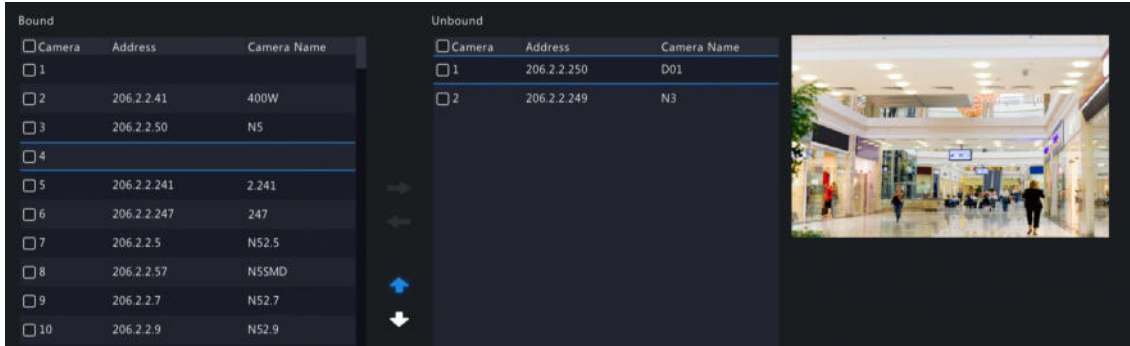 Bound
Unbound
Camera Address Camera Name
1
2 206.2.2.41 400W
3 206.2.2.50 N5
4
5 206.2.2.241 2.241
6 206.2.2.247 247
7 206.2.2.5 N52.5
8 206.2.2.57 N5SMD
9 206.2.2.7 N52.7
10 206.2.2.9 N52.9
Camera Address Camera Name
1 206.2.2.250 D01
2 206.2.2.249 N3